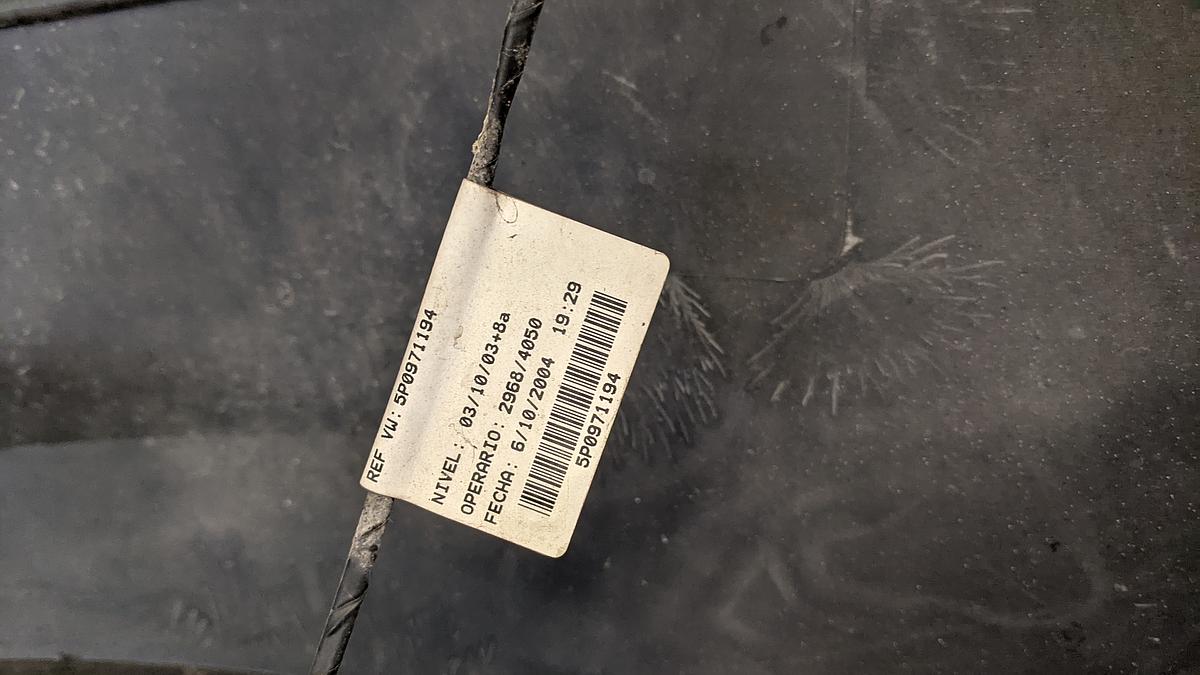 REF VW: 5P0971194
NIVEL: 03/10/03+8a
OPERARIO: 2968/4050
FECHA: 6/10/2004 19:29
5P0971194